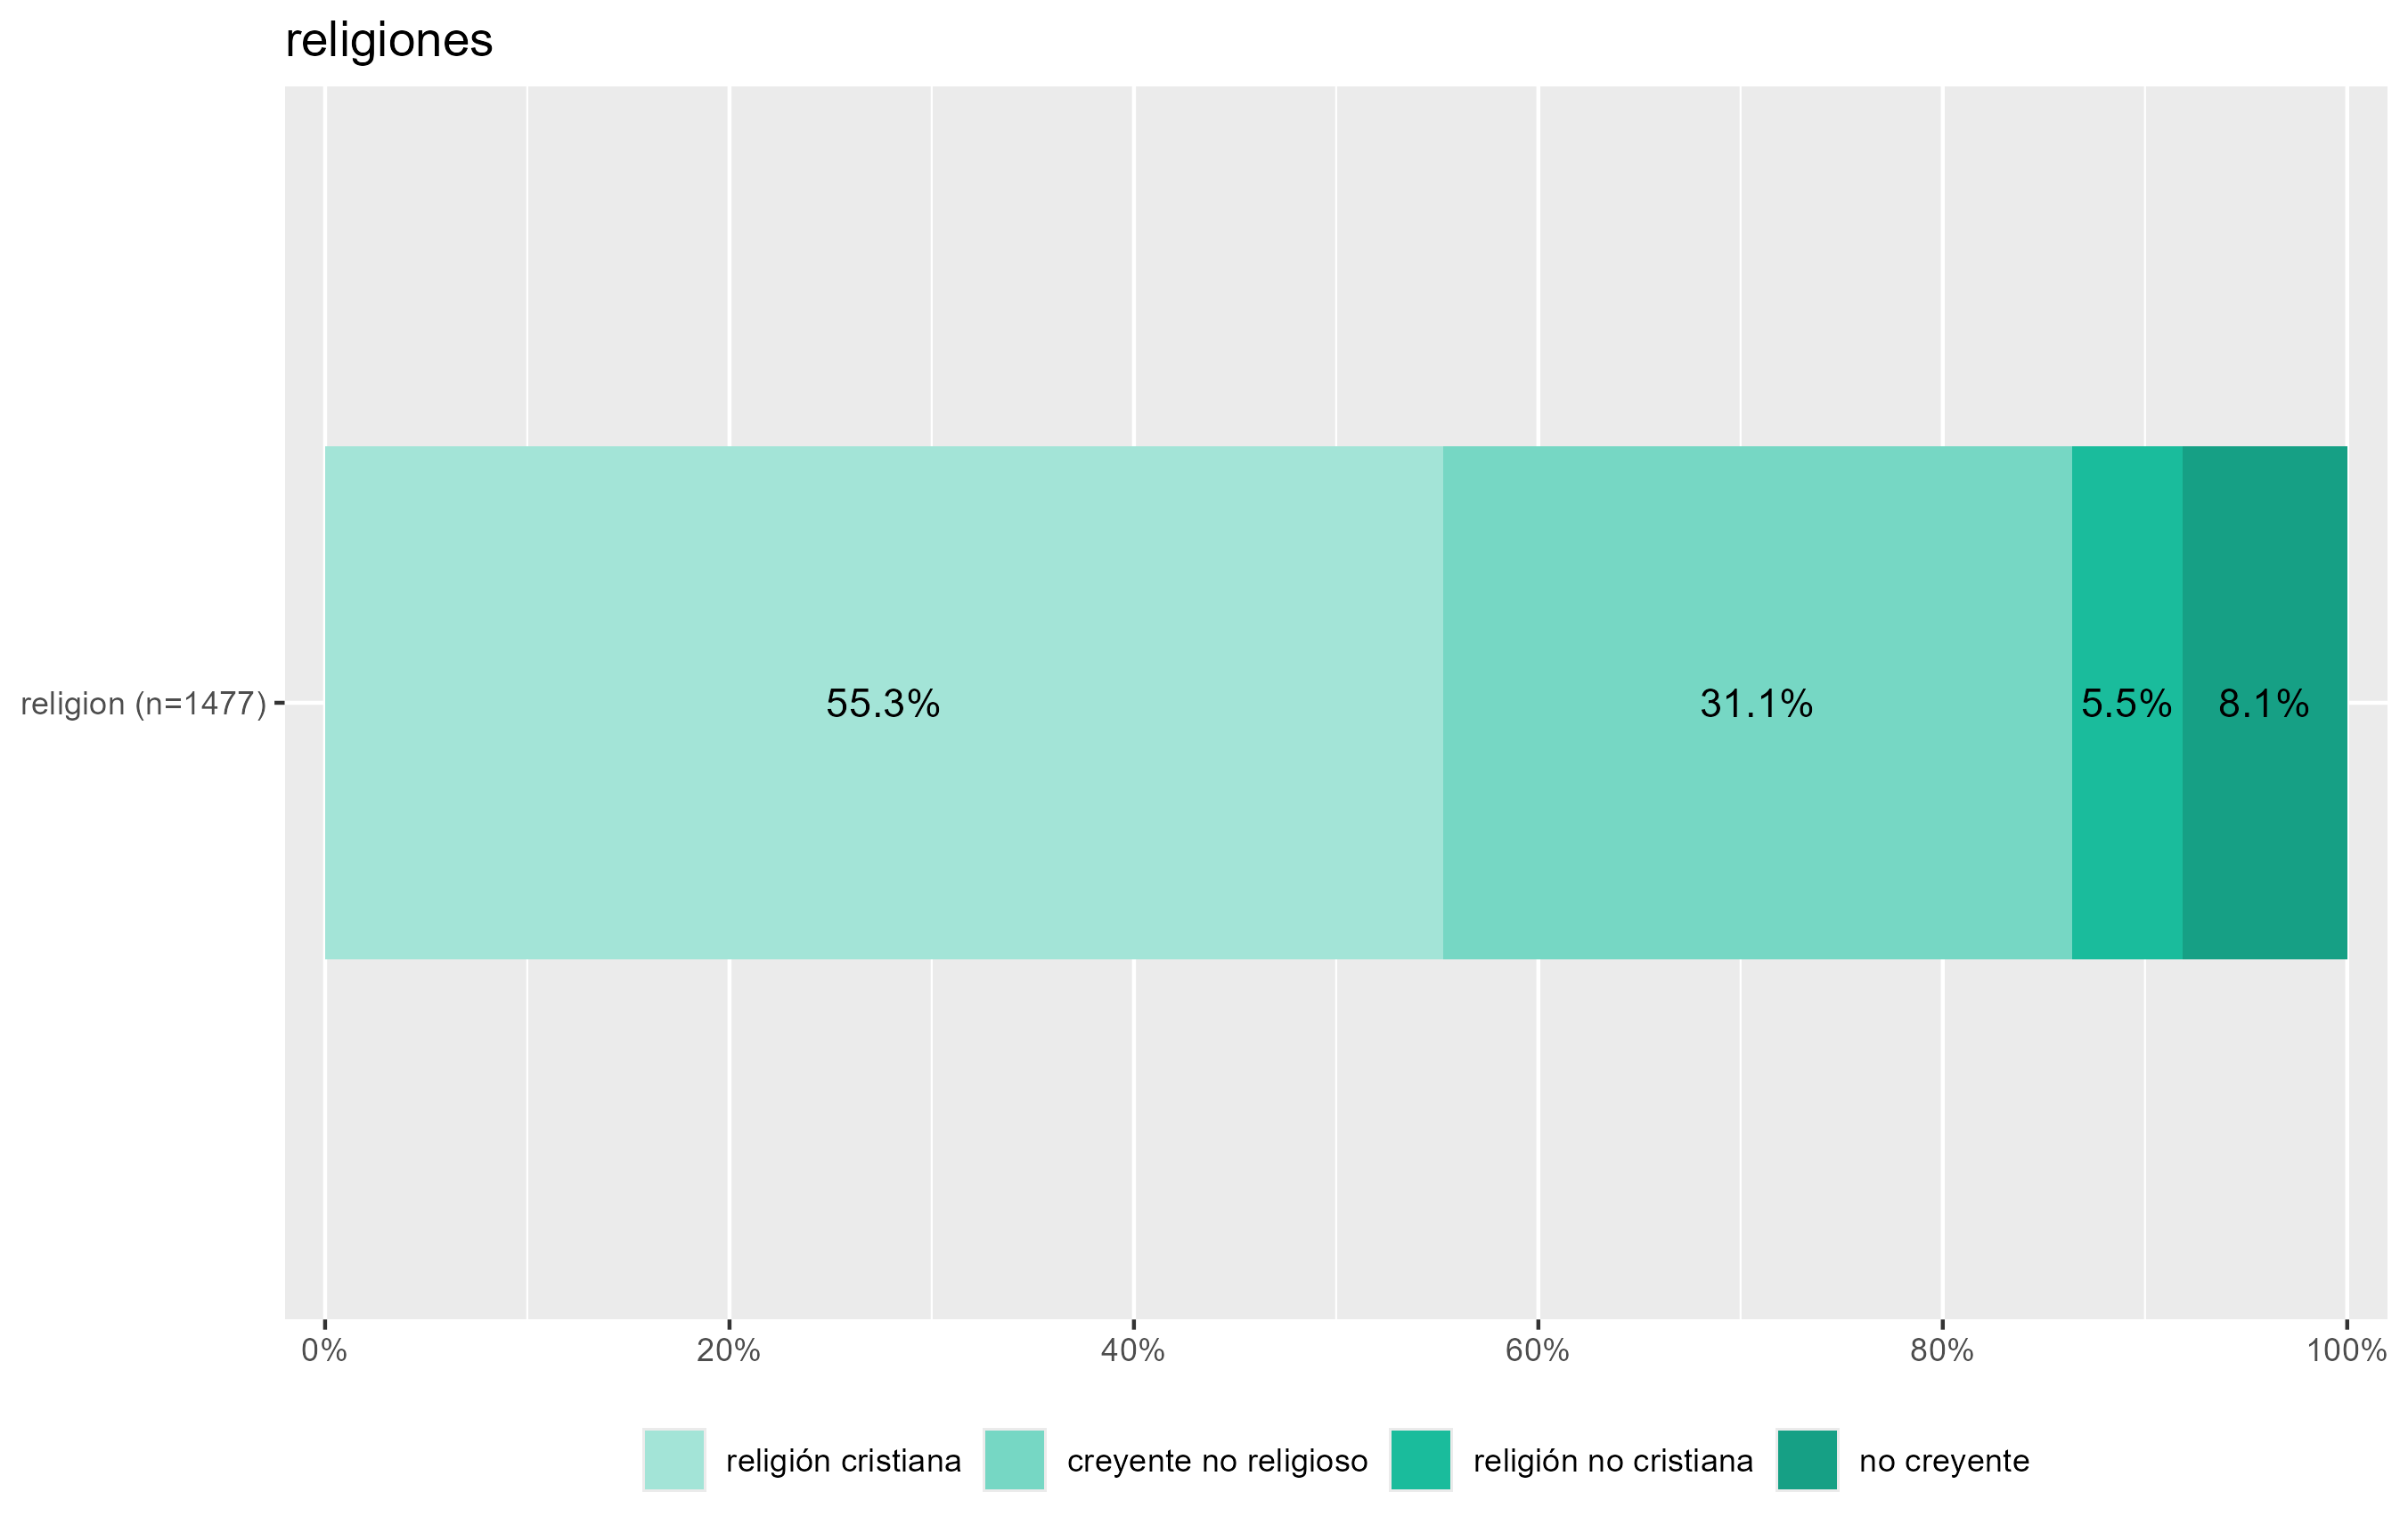 religiones
religion (n=1477)
55.3% 31.1% 5.5% 8.1%
0% 20% 40% 60% 80% 100%
religión cristiana creyente no religioso religión no cristiana no creyente